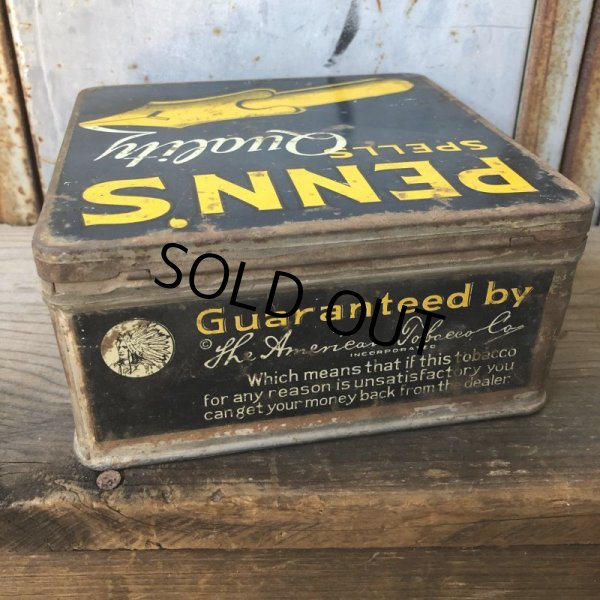 PENN'S
SPELLS
Quality
SOLD OUT
Guaranteed by
© The American Tobacco Co
INCORPORATED
Which means that if this tobacco
for any reason is unsatisfactory you
can get your money back from the dealer